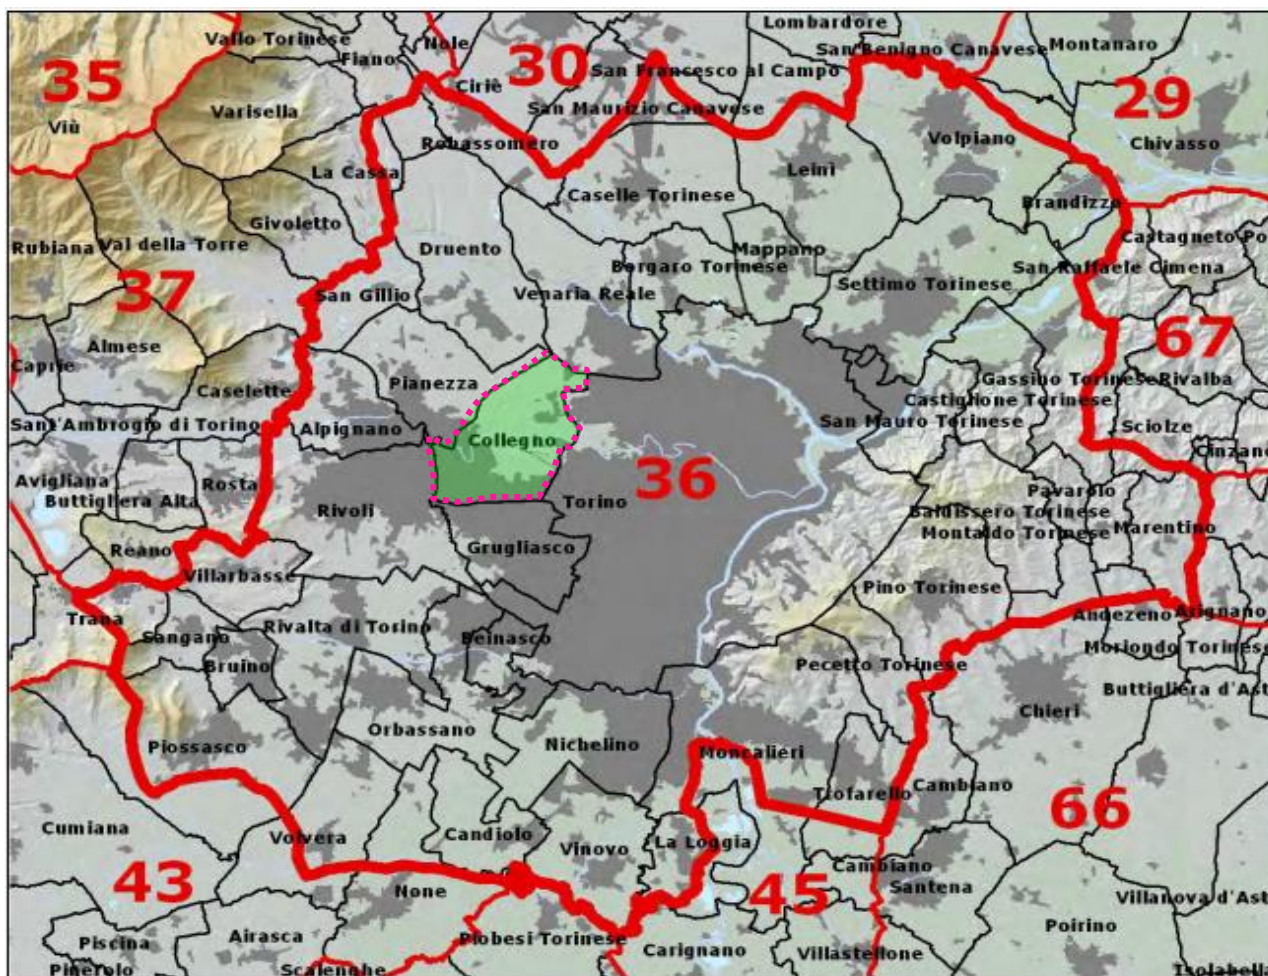 Lombardore
Vallo Torinese
Nole
San Benigno Canavese
Montanaro
Fiano
30
35
San Francesco al Campo
Ciriè
29
Varisella
San Maurizio Canavese
Viù
Volpiano
Robassomero
Chivasso
La Cassa
Leinì
Caselle Torinese
Brandizzo
Givoletto
Val della Torre
Rubiana
Druento
Mappano
Castagneto Po
Borgaro Torinese
San Raffaele Cimena
37
San Gillio
Venaria Reale
Settimo Torinese
67
Almese
Caprie
Pianezza
Gassino Torinese
Rivalba
Caselette
Castiglione Torinese
Sant'Ambrogio di Torino
Alpignano
San Mauro Torinese
Sciolze
Collegno
Cinzano
Avigliana
Rosta
36
Buttigliera Alta
Torino
Pavarolo
Rivoli
Baldissero Torinese
Montaldo Torinese
Marentino
Reano
Grugliasco
Villarbasse
Pino Torinese
Trana
Andezeno
Arignano
Sangano
Rivalta di Torino
Beinasco
Moriondo Torinese
Bruino
Pecetto Torinese
Buttigliera d'Ast
Chieri
Orbassano
Piossasco
Nichelino
Moncalieri
Trofarello
Cambiano
66
Cumiana
Volvera
Candiolo
Vinovo
La Loggia
Cambiano
43
None
45
Santena
Villanova d'Ast
Piscina
Airasca
Piobesi Torinese
Carignano
Villastellone
Poirino
Pinerolo
Scalenghe
Isolabella